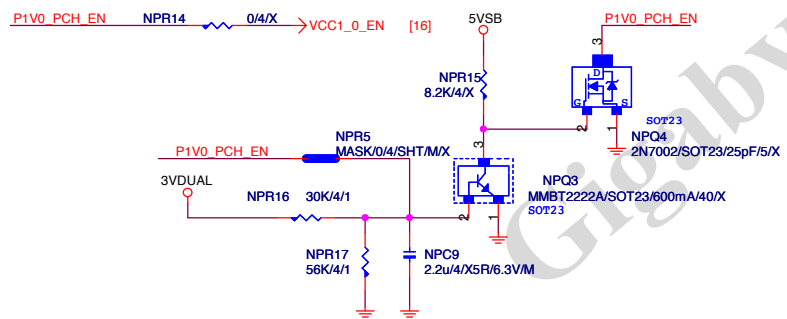 P1V0_PCH_EN NPR14 0/4/X VCC1_0_EN [16]
5VSB
P1V0_PCH_EN
3
D
G S
2 1
SOT23
NPQ4
2N7002/SOT23/25pF/5/X
NPR15
8.2K/4/X
P1V0_PCH_EN
NPR5
MASK/0/4/SHT/M/X
3
NPQ3
MMBT2222A/SOT23/600mA/40/X
SOT23
2 1
3VDUAL
NPR16 30K/4/1
NPR17
56K/4/1
NPC9
2.2u/4/X5R/6.3V/M
Gigaby